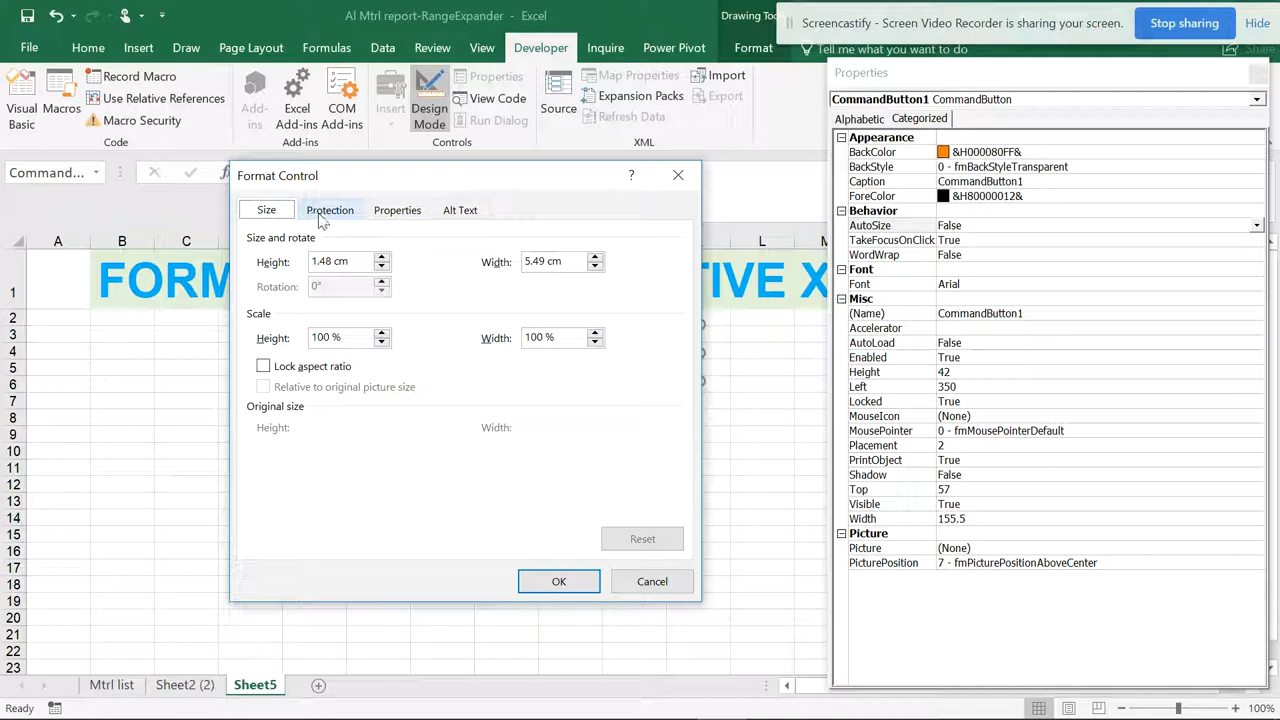 Al Mtrl report-RangeExpander - Excel
Drawing To
Screencastify - Screen Video Recorder is sharing your screen.
Stop sharing
Hide
File Home Insert Draw Page Layout Formulas Data Review View Developer Inquire Power Pivot Format Tell me what you want to do Share
Visual Basic
Macros
Record Macro
Use Relative References
Macro Security
Code
Add-ins
Excel Add-ins
COM Add-ins
Add-ins
Insert
Design Mode
Properties
View Code
Run Dialog
Controls
Source
Map Properties
Expansion Packs
Refresh Data
Import
Export
XML
Command...
Properties
CommandButton1 CommandButton
Alphabetic Categorized
Appearance
BackColor &H000080FF&
BackStyle 0 - fmBackStyleTransparent
Caption CommandButton1
ForeColor &H80000012&
Behavior
AutoSize False
TakeFocusOnClick True
WordWrap False
Font
Font Arial
Misc
(Name) CommandButton1
Accelerator
AutoLoad False
Enabled True
Height 42
Left 350
Locked True
MouseIcon (None)
MousePointer 0 - fmMousePointerDefault
Placement 2
PrintObject True
Shadow False
Top 57
Visible True
Width 155.5
Picture
Picture (None)
PicturePosition 7 - fmPicturePositionAboveCenter
Format Control
?
Size Protection Properties Alt Text
Size and rotate
Height: 1.48 cm Width: 5.49 cm
Rotation: 0°
Scale
Height: 100 % Width: 100 %
Lock aspect ratio
Relative to original picture size
Original size
Height: Width:
Reset
OK Cancel
A B C L M
FORM TIVE X
1
2
3
4
5
6
7
8
9
10
11
12
13
14
15
16
17
18
19
20
21
22
23
Mtrl list Sheet2 (2) Sheet5
Ready
100%